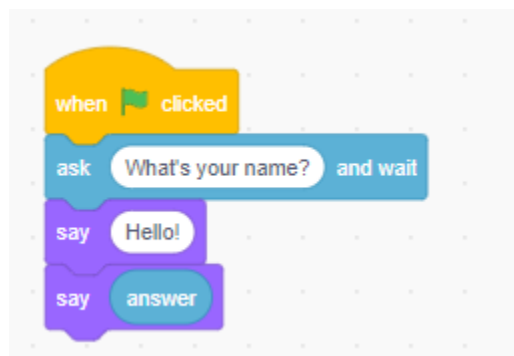 when clicked
ask What's your name? and wait
say Hello!
say answer